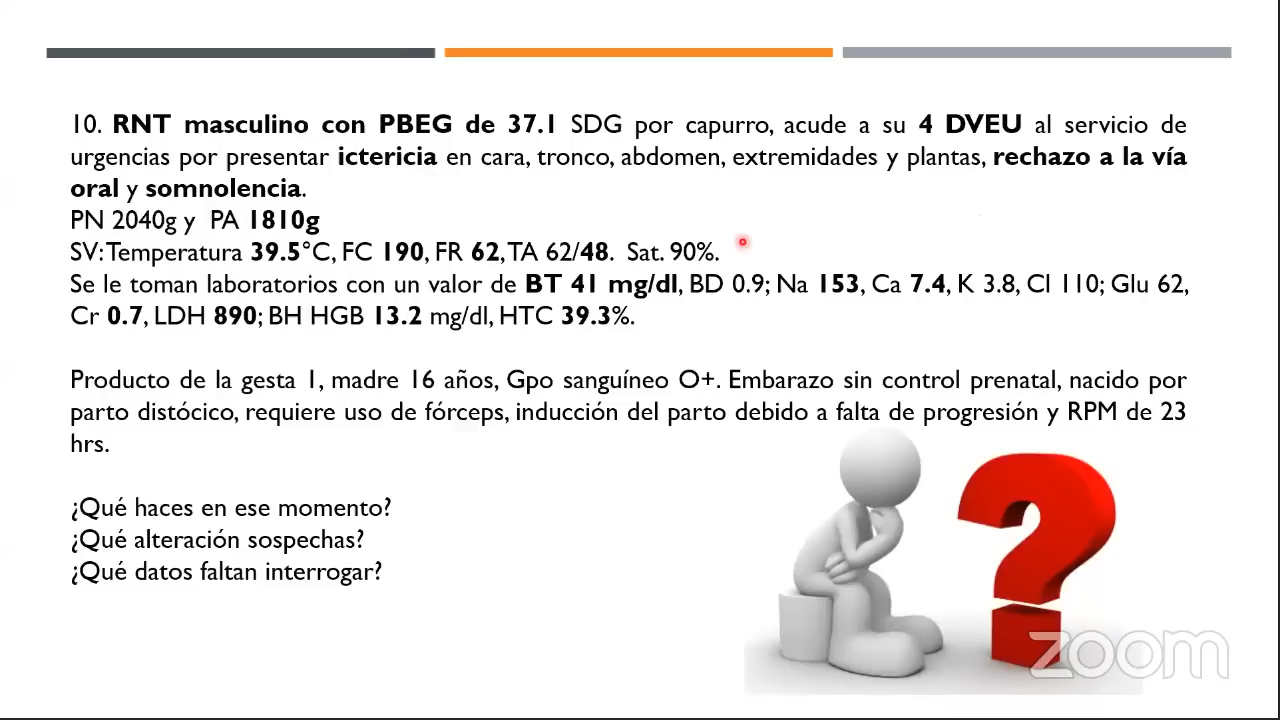 10. RNT masculino con PBEG de 37.1 SDG por capurro, acude a su 4 DVEU al servicio de
urgencias por presentar ictericia en cara, tronco, abdomen, extremidades y plantas, rechazo a la vía
oral y somnolencia.
PN 2040g y PA 1810g
SV: Temperatura 39.5°C, FC 190, FR 62, TA 62/48. Sat. 90%.
Se le toman laboratorios con un valor de BT 41 mg/dl, BD 0.9; Na 153, Ca 7.4, K 3.8, Cl 110; Glu 62,
Cr 0.7, LDH 890; BH HGB 13.2 mg/dl, HTC 39.3%.
Producto de la gesta 1, madre 16 años, Gpo sanguíneo O+. Embarazo sin control prenatal, nacido por
parto distócico, requiere uso de fórceps, inducción del parto debido a falta de progresión y RPM de 23
hrs.
¿Qué haces en ese momento?
¿Qué alteración sospechas?
¿Qué datos faltan interrogar?
zoom